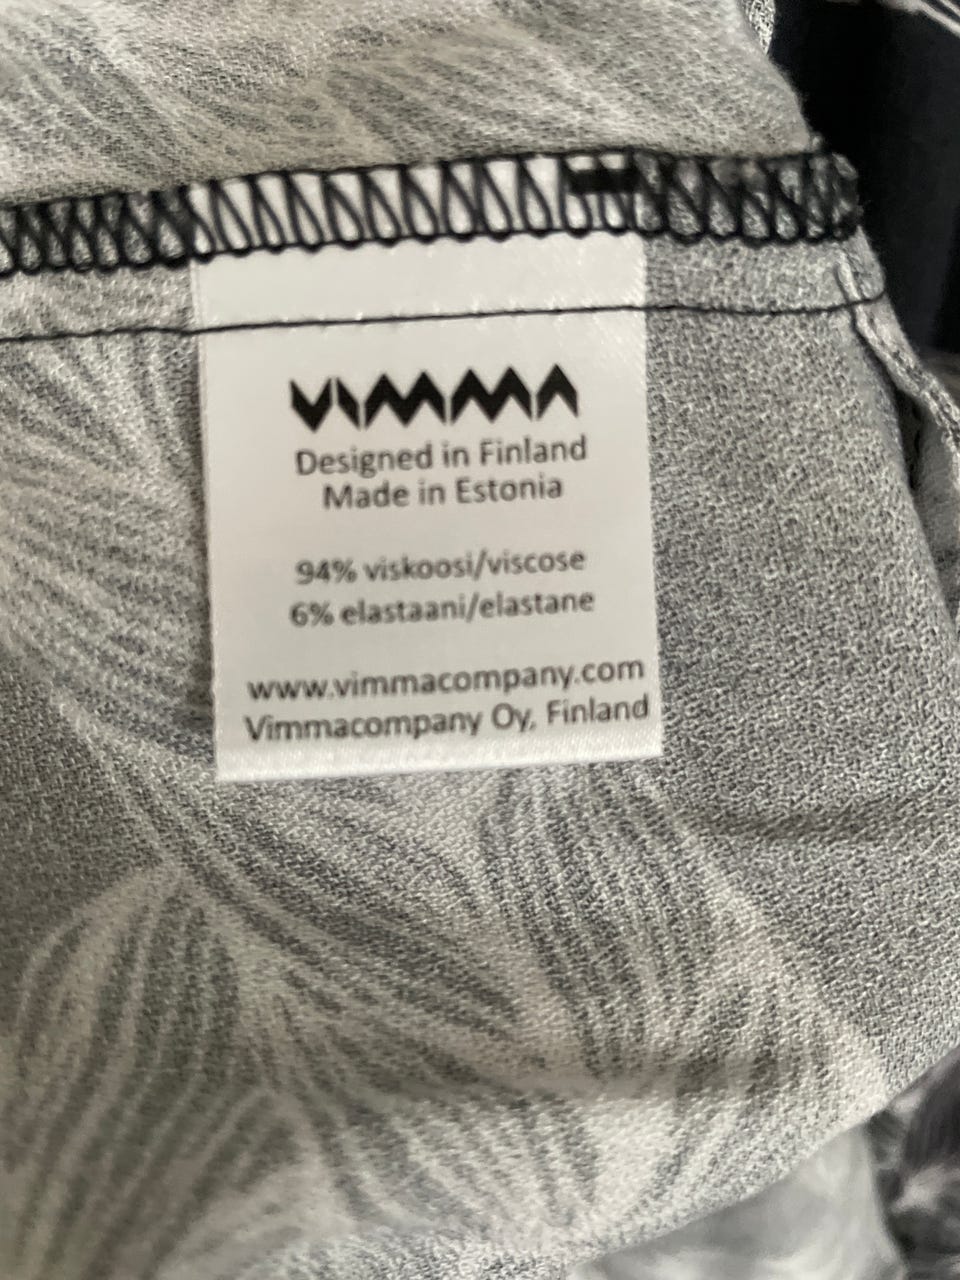 VIMMA
Designed in Finland
Made in Estonia
94% viskoosi/viscose
6% elastaani/elastane
www.vimmacompany.com
Vimmacompany Oy, Finland